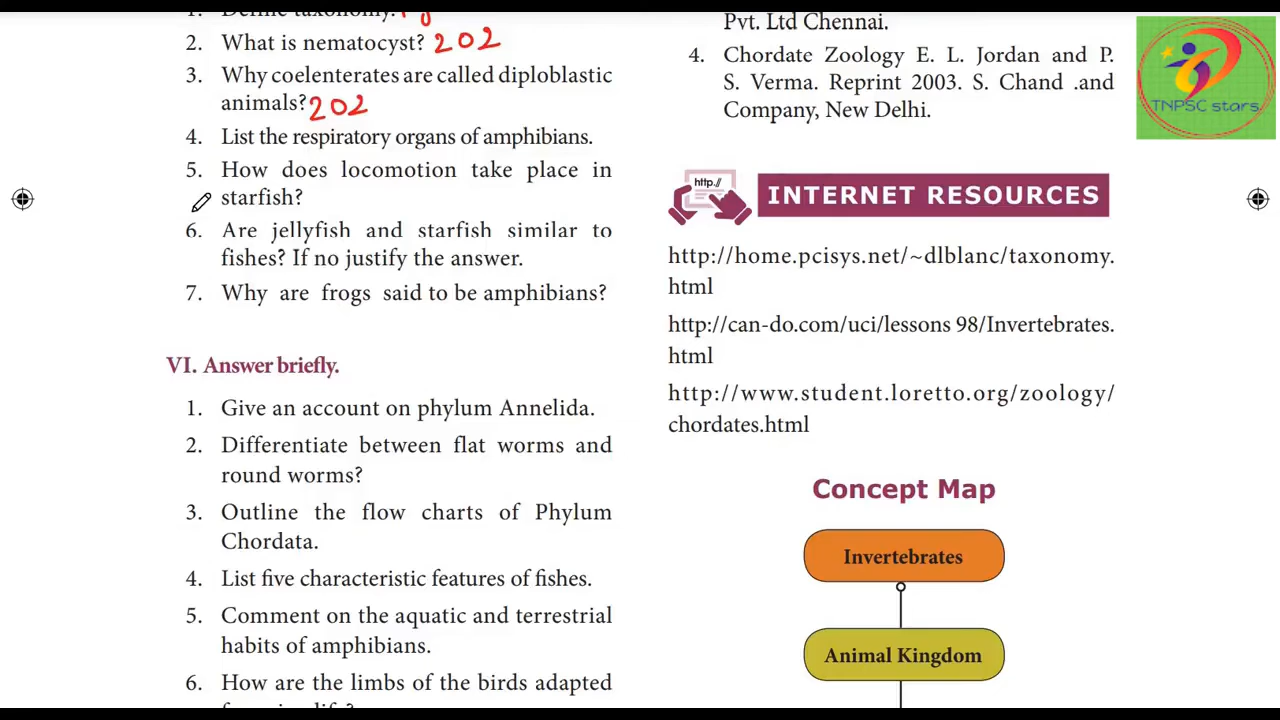 1. Define taxonomy.
2. What is nematocyst? 202
3. Why coelenterates are called diploblastic
animals? 202
4. List the respiratory organs of amphibians.
5. How does locomotion take place in
starfish?
6. Are jellyfish and starfish similar to
fishes? If no justify the answer.
7. Why are frogs said to be amphibians?
VI. Answer briefly.
1. Give an account on phylum Annelida.
2. Differentiate between flat worms and
round worms?
3. Outline the flow charts of Phylum
Chordata.
4. List five characteristic features of fishes.
5. Comment on the aquatic and terrestrial
habits of amphibians.
6. How are the limbs of the birds adapted
Pvt. Ltd Chennai.
4. Chordate Zoology E. L. Jordan and P.
S. Verma. Reprint 2003. S. Chand .and
Company, New Delhi.
TNPSC stars
http://
INTERNET RESOURCES
http://home.pcisys.net/~dlblanc/taxonomy.
html
http://can-do.com/uci/lessons 98/Invertebrates.
html
http://www.student.loretto.org/zoology/
chordates.html
Concept Map
Invertebrates
Animal Kingdom